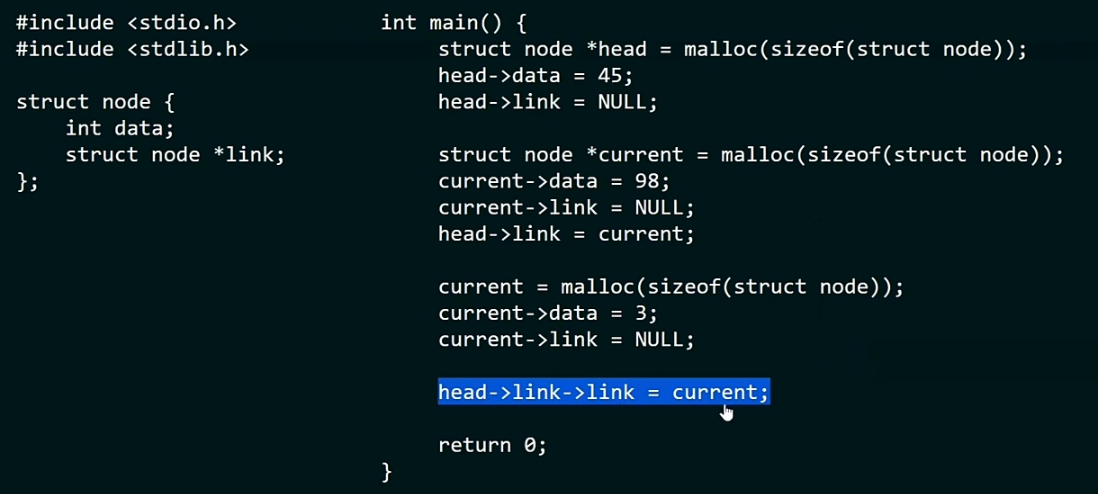 #include <stdio.h>
#include <stdlib.h>

struct node {
    int data;
    struct node *link;
};

int main() {
    struct node *head = malloc(sizeof(struct node));
    head->data = 45;
    head->link = NULL;

    struct node *current = malloc(sizeof(struct node));
    current->data = 98;
    current->link = NULL;
    head->link = current;

    current = malloc(sizeof(struct node));
    current->data = 3;
    current->link = NULL;

    head->link->link = current;

    return 0;
}